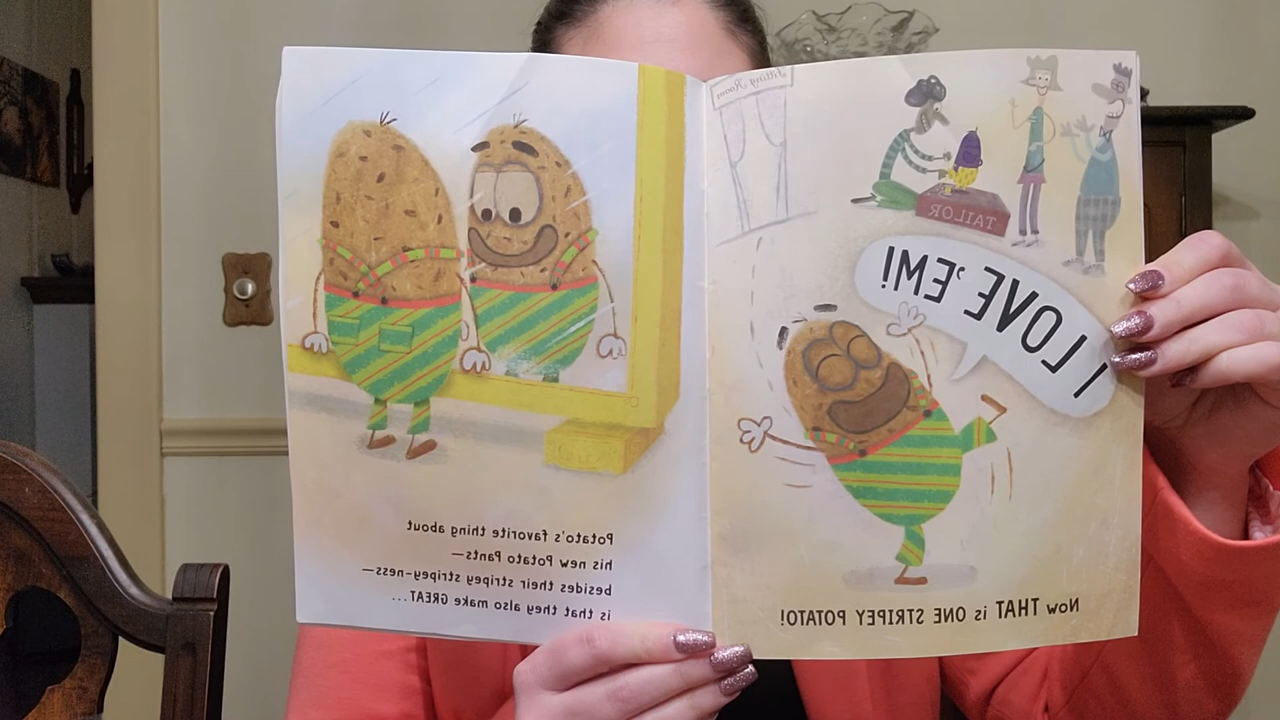 Fitting Room
TAILOR
I LOVE 'EM!
Now THAT is ONE STRIPEY POTATO!
Potato's favorite thing about
his new Potato Pants—
besides their stripey stripey-ness—
is that they also make GREAT...